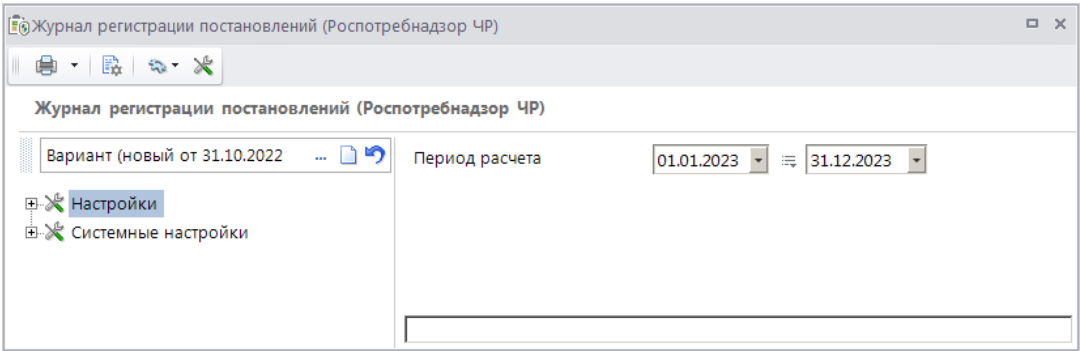 Журнал регистрации постановлений (Роспотребнадзор ЧР)
Журнал регистрации постановлений (Роспотребнадзор ЧР)
Вариант (новый от 31.10.2022 ...
Период расчета 01.01.2023 31.12.2023
Настройки
Системные настройки